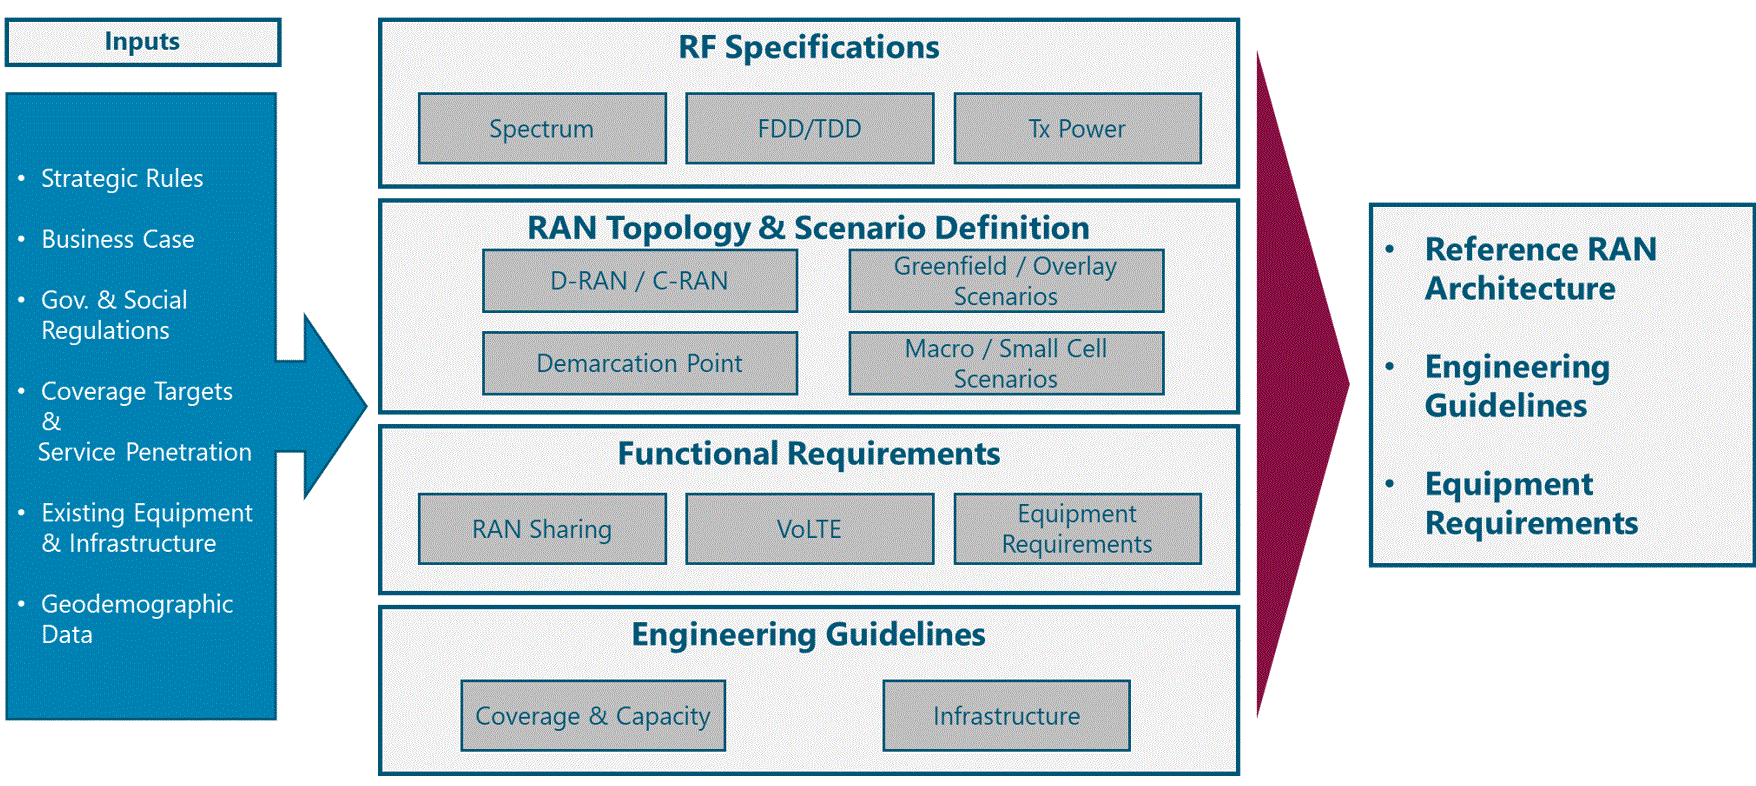 Inputs
• Strategic Rules
• Business Case
• Gov. & Social
Regulations
• Coverage Targets
&
Service Penetration
• Existing Equipment
& Infrastructure
• Geodemographic
Data
RF Specifications
Spectrum
FDD/TDD
Tx Power
RAN Topology & Scenario Definition
D-RAN / C-RAN
Greenfield / Overlay
Scenarios
Demarcation Point
Macro / Small Cell
Scenarios
Functional Requirements
RAN Sharing
VoLTE
Equipment
Requirements
Engineering Guidelines
Coverage & Capacity
Infrastructure
• Reference RAN
Architecture
• Engineering
Guidelines
• Equipment
Requirements